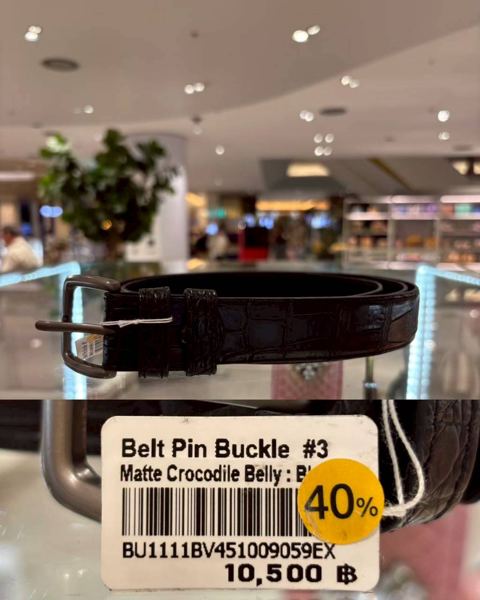 Belt Pin Buckle #3
Matte Crocodile Belly :
40%
BU1111BV451009059EX
10,500 ฿